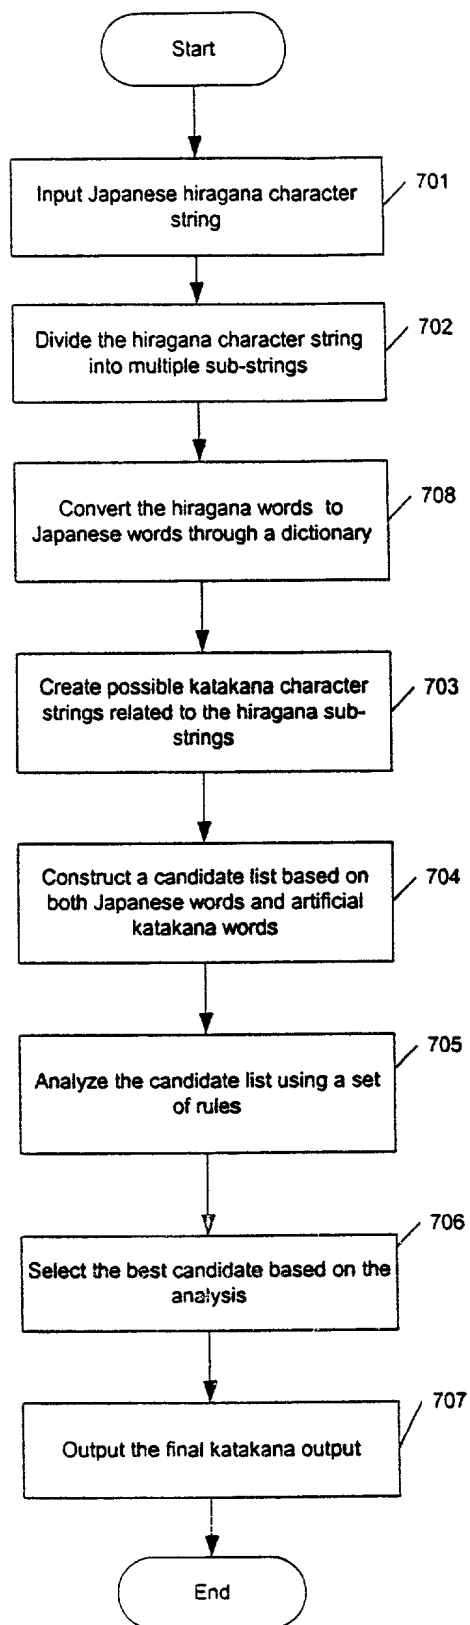 Start
Input Japanese hiragana character
string
701
Divide the hiragana character string
into multiple sub-strings
702
Convert the hiragana words to
Japanese words through a dictionary
708
Create possible katakana character
strings related to the hiragana sub-
strings
703
Construct a candidate list based on
both Japanese words and artificial
katakana words
704
Analyze the candidate list using a set
of rules
705
Select the best candidate based on the
analysis
706
Output the final katakana output
707
End